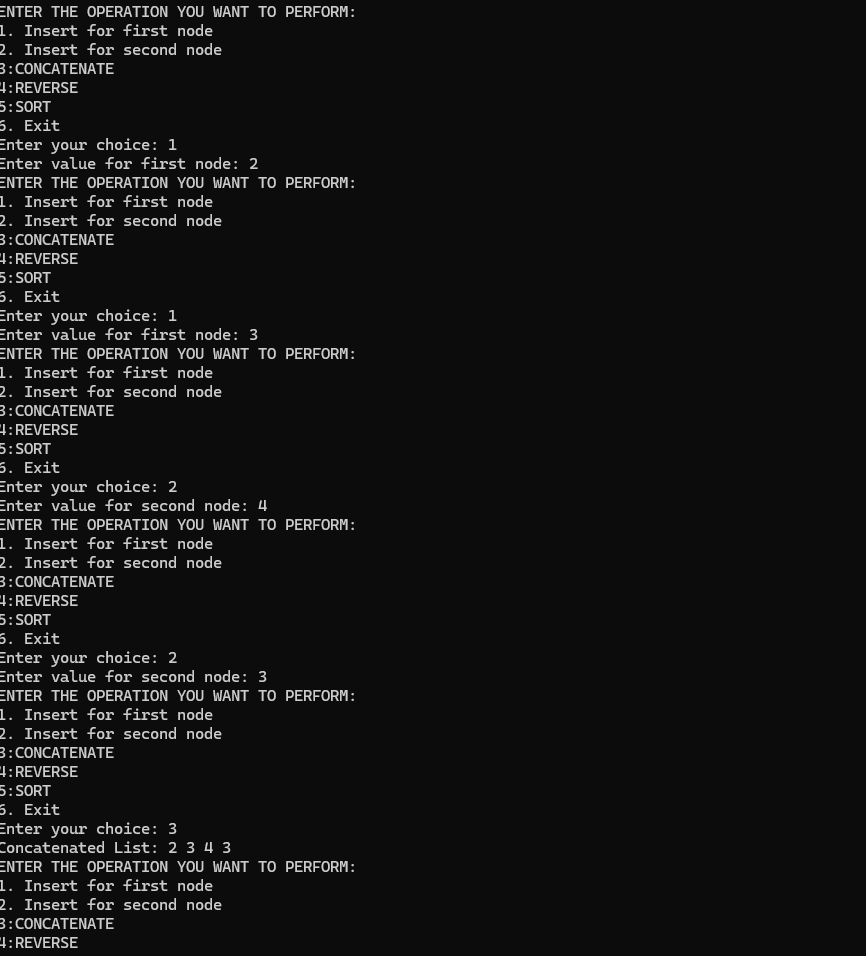 ENTER THE OPERATION YOU WANT TO PERFORM:
1. Insert for first node
2. Insert for second node
3:CONCATENATE
4:REVERSE
5:SORT
6. Exit
Enter your choice: 1
Enter value for first node: 2
ENTER THE OPERATION YOU WANT TO PERFORM:
1. Insert for first node
2. Insert for second node
3:CONCATENATE
4:REVERSE
5:SORT
6. Exit
Enter your choice: 1
Enter value for first node: 3
ENTER THE OPERATION YOU WANT TO PERFORM:
1. Insert for first node
2. Insert for second node
3:CONCATENATE
4:REVERSE
5:SORT
6. Exit
Enter your choice: 2
Enter value for second node: 4
ENTER THE OPERATION YOU WANT TO PERFORM:
1. Insert for first node
2. Insert for second node
3:CONCATENATE
4:REVERSE
5:SORT
6. Exit
Enter your choice: 2
Enter value for second node: 3
ENTER THE OPERATION YOU WANT TO PERFORM:
1. Insert for first node
2. Insert for second node
3:CONCATENATE
4:REVERSE
5:SORT
6. Exit
Enter your choice: 3
Concatenated List: 2 3 4 3
ENTER THE OPERATION YOU WANT TO PERFORM:
1. Insert for first node
2. Insert for second node
3:CONCATENATE
4:REVERSE